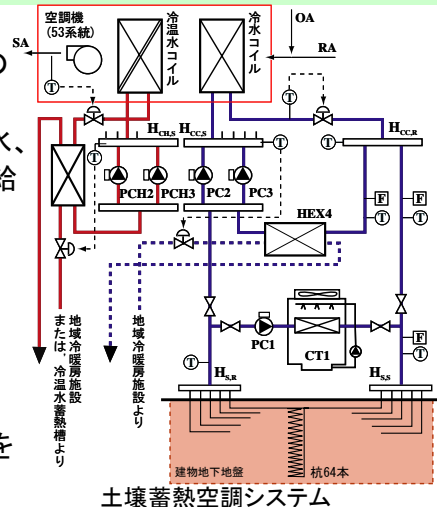 空調機
(53系統)
SA
冷温水コイル
冷水コイル
OA
RA
の
T
T
水、
給
H CH,S
H CC,S
H CC,R
T
T
T
PCH2
PCH3
PC2
PC3
HEX4
F
T
F
T
地域冷暖房施設
または、冷温水蓄熱槽より
地域冷暖房施設より
PC1
CT1
F
T
T
H S,R
H S,S
を
建物地下地盤
杭64本
土壌蓄熱空調システム